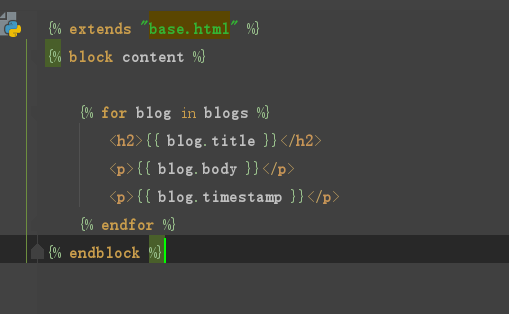 {% extends "base.html" %}
{% block content %}
{% for blog in blogs %}
<h2>{{ blog.title }}</h2>
<p>{{ blog.body }}</p>
<p>{{ blog.timestamp }}</p>
{% endfor %}
{% endblock %}